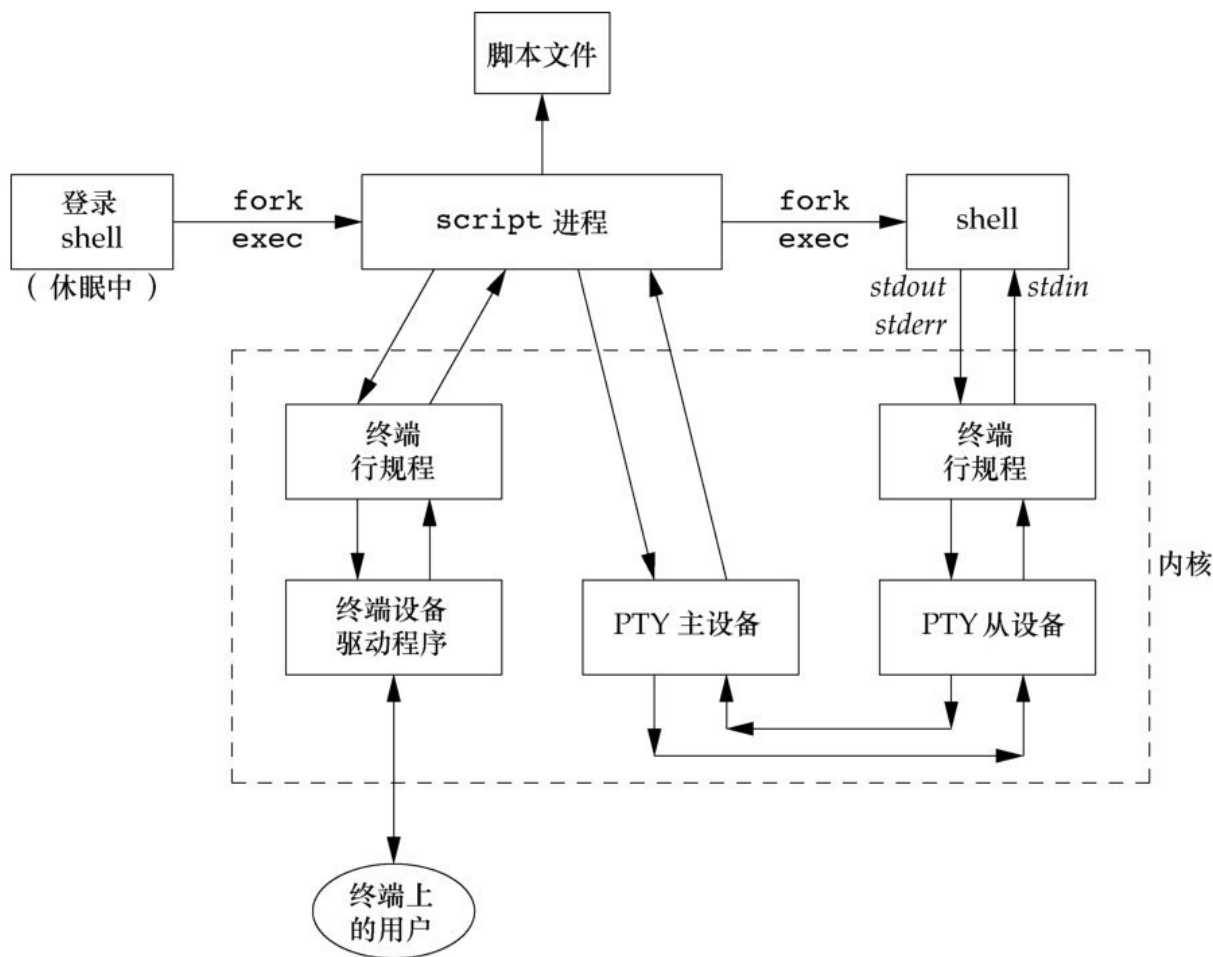 脚本文件
登录
shell
（休眠中）
fork
exec
script 进程
fork
exec
shell
stdout
stderr
stdin
终端
行规程
终端
行规程
内核
终端设备
驱动程序
PTY 主设备
PTY 从设备
终端上
的用户